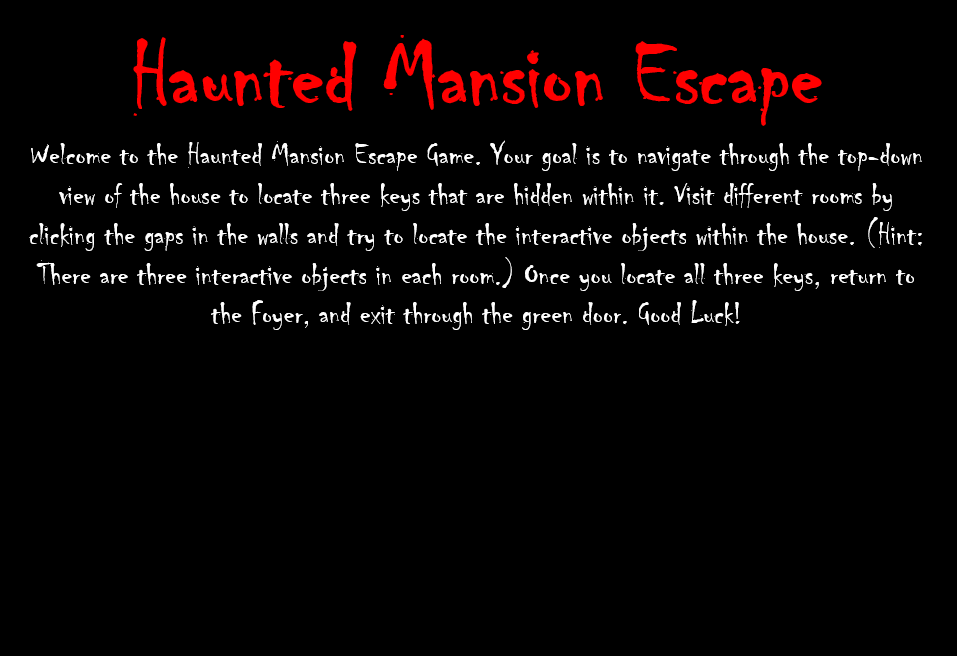 Haunted Mansion Escape
Welcome to the Haunted Mansion Escape Game. Your goal is to navigate through the top-down
view of the house to locate three keys that are hidden within it. Visit different rooms by
clicking the gaps in the walls and try to locate the interactive objects within the house. (Hint:
There are three interactive objects in each room.) Once you locate all three keys, return to
the Foyer, and exit through the green door. Good Luck!